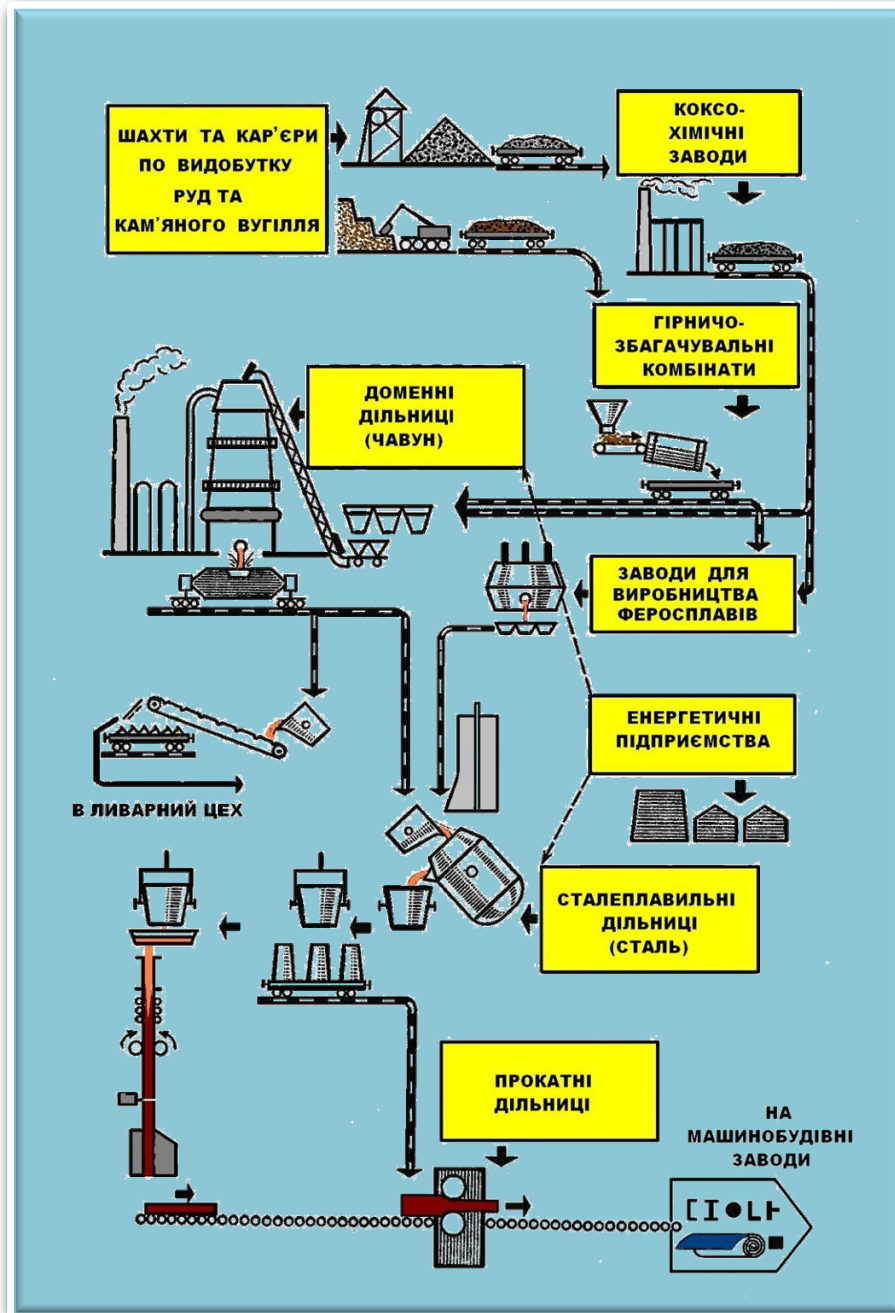 ШАХТИ ТА КАР'ЄРИ
ПО ВИДОБУТКУ
РУД ТА
КАМ'ЯНОГО ВУГІЛЛЯ
КОКСО-
ХІМІЧНІ
ЗАВОДИ
ГІРНИЧО-
ЗБАГАЧУВАЛЬНІ
КОМБІНАТИ
ДОМЕННІ
ДІЛЬНИЦІ
(ЧАВУН)
ЗАВОДИ ДЛЯ
ВИРОБНИЦТВА
ФЕРОСПЛАВІВ
ЕНЕРГЕТИЧНІ
ПІДПРИЄМСТВА
В ЛИВАРНИЙ ЦЕХ
СТАЛЕПЛАВИЛЬНІ
ДІЛЬНИЦІ
(СТАЛЬ)
ПРОКАТНІ
ДІЛЬНИЦІ
НА
МАШИНОБУДІВНІ
ЗАВОДИ